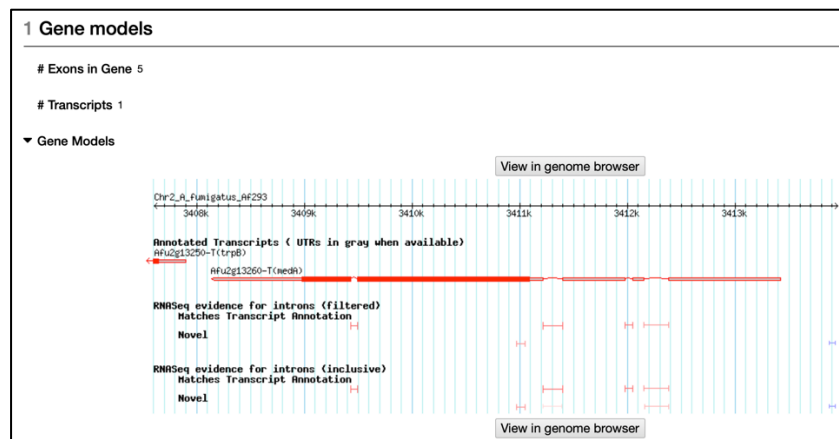 1 Gene models
# Exons in Gene 5
# Transcripts 1
Gene Models
View in genome browser
Chr2_A_fumigatus_Af293
3408k 3409k 3410k 3411k 3412k 3413k
Annotated Transcripts ( UTRs in gray when available)
Afu2g13250-T(trpB)
Afu2g13260-T(medA)
RNASeq evidence for introns (filtered)
Matches Transcript Annotation
Novel
RNASeq evidence for introns (inclusive)
Matches Transcript Annotation
Novel
View in genome browser